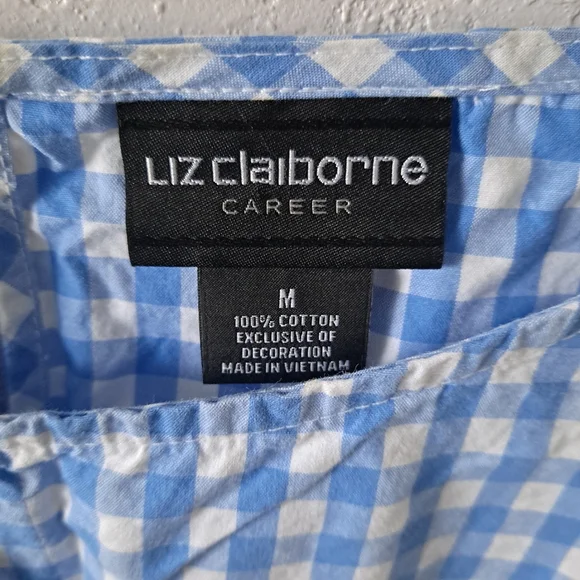 Liz claiborne
CAREER
M
100% COTTON
EXCLUSIVE OF
DECORATION
MADE IN VIETNAM